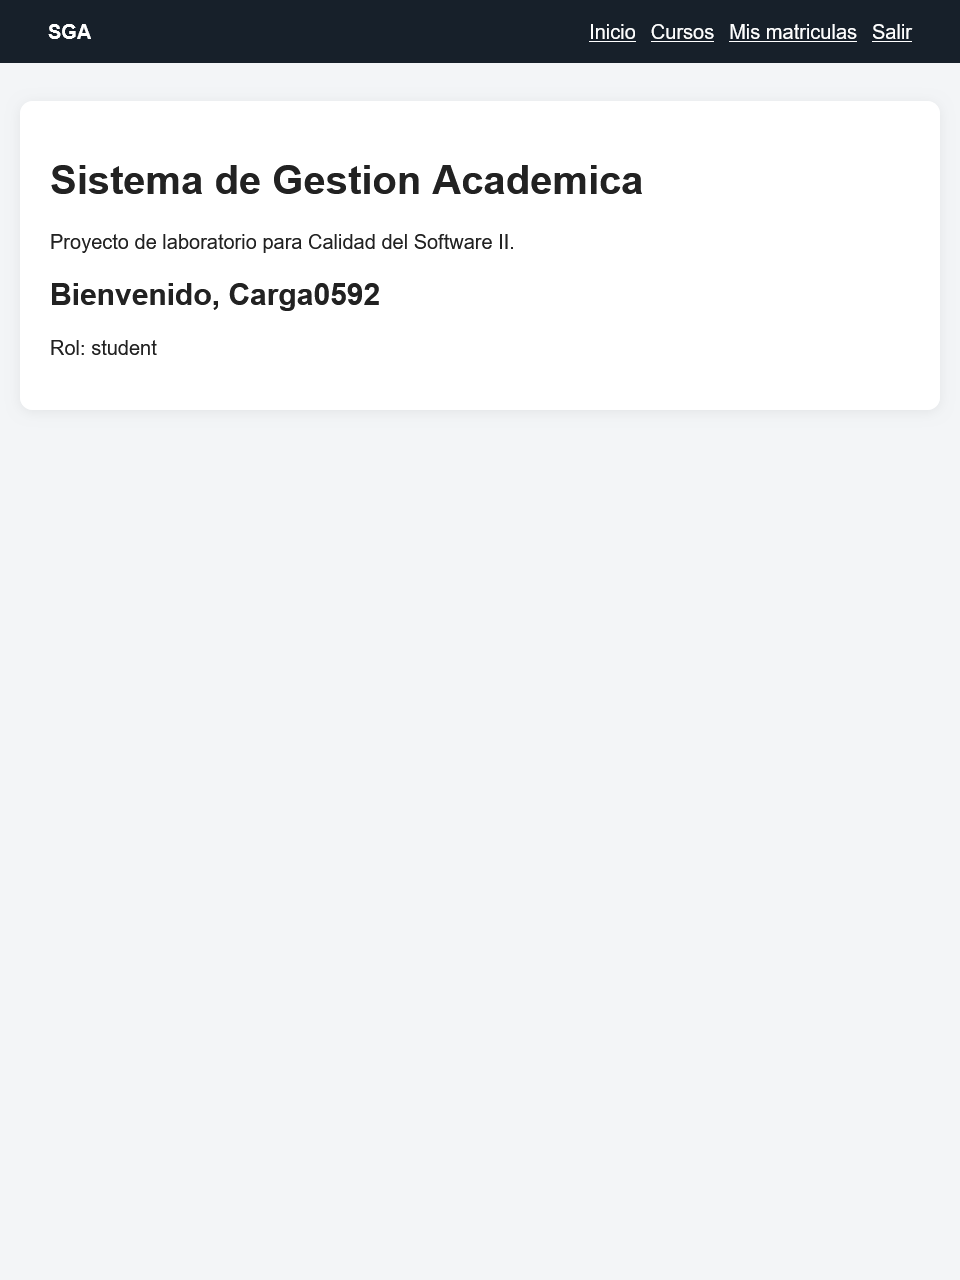 SGA
Inicio Cursos Mis matriculas Salir
Sistema de Gestion Academica
Proyecto de laboratorio para Calidad del Software II.
Bienvenido, Carga0592
Rol: student